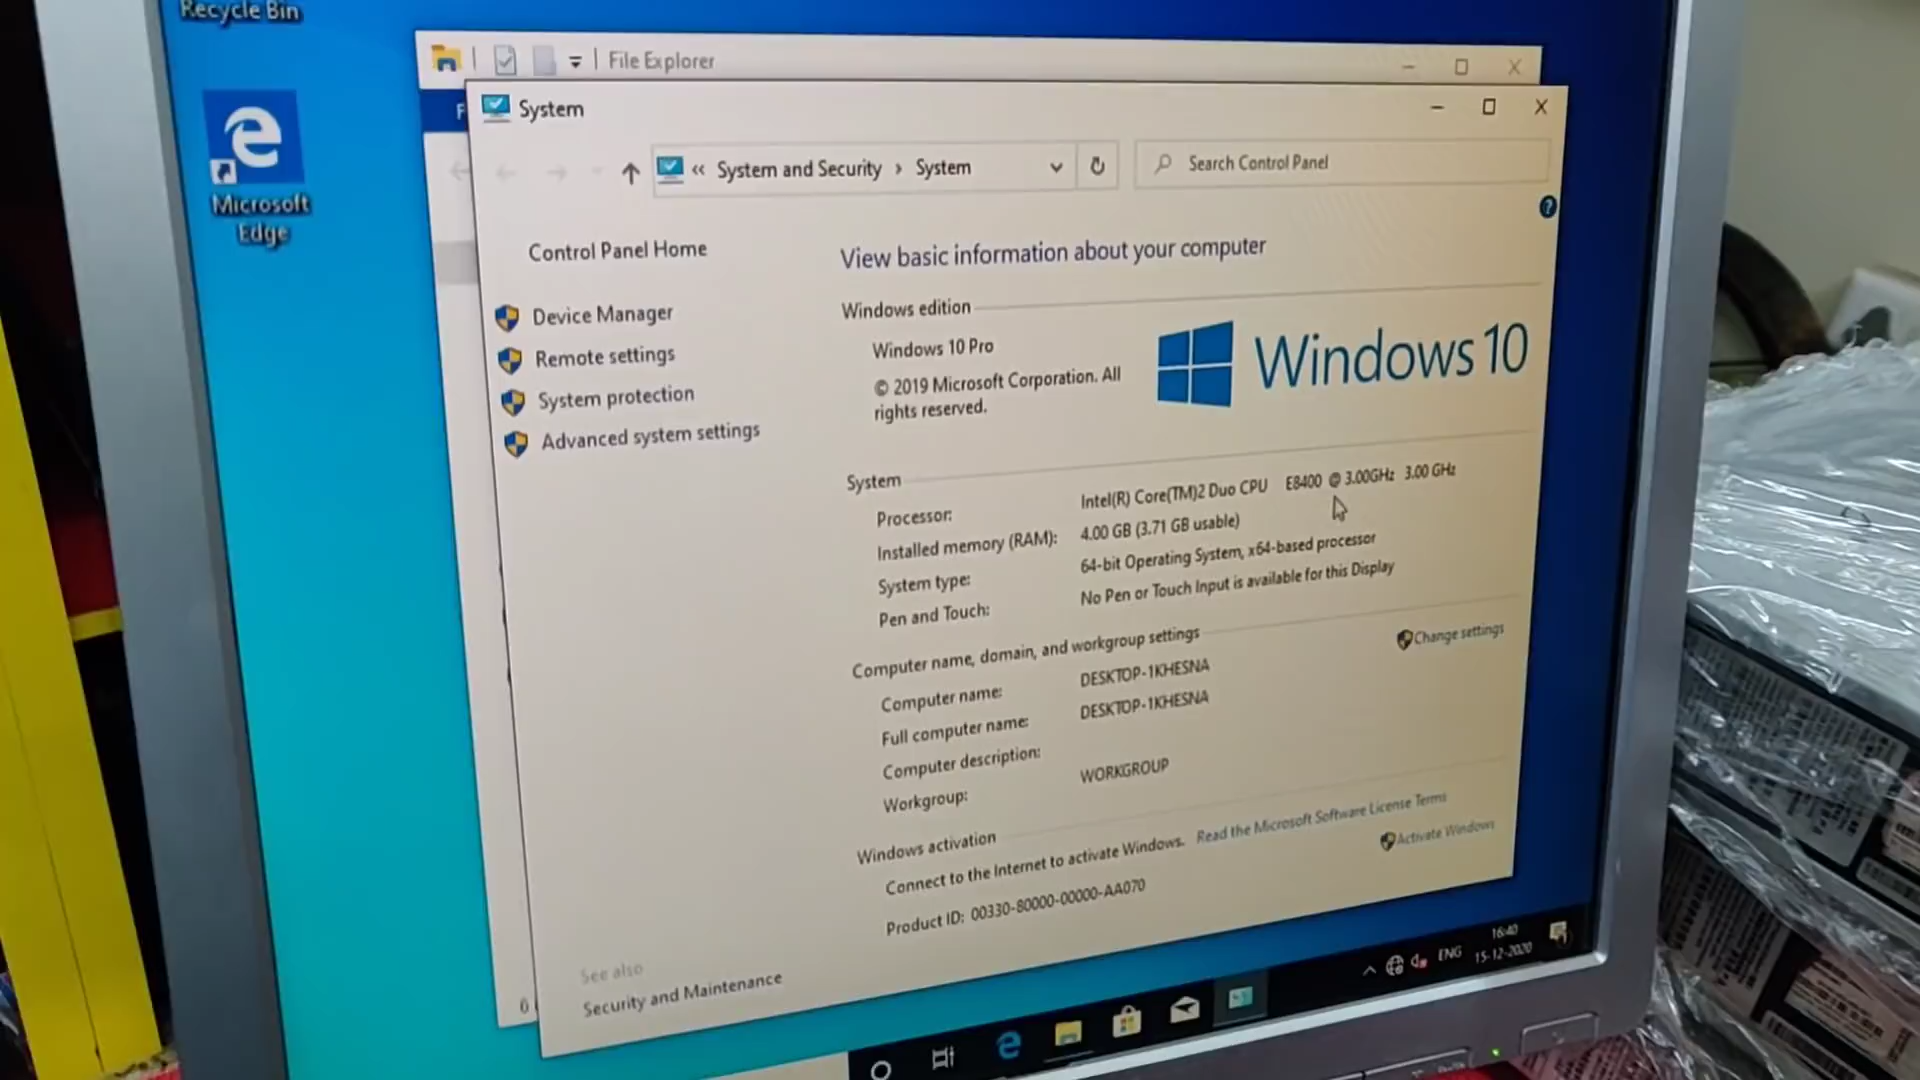 Recycle Bin
Microsoft
Edge
File Explorer
F
System
« System and Security › System
Search Control Panel
?
Control Panel Home
Device Manager
Remote settings
System protection
Advanced system settings
View basic information about your computer
Windows edition
Windows 10 Pro
© 2019 Microsoft Corporation. All
rights reserved.
Windows 10
System
Processor: Intel(R) Core(TM)2 Duo CPU E8400 @ 3.00GHz 3.00 GHz
Installed memory (RAM): 4.00 GB (3.71 GB usable)
System type: 64-bit Operating System, x64-based processor
Pen and Touch: No Pen or Touch Input is available for this Display
Computer name, domain, and workgroup settings
Computer name: DESKTOP-1KHESNA
Change settings
Full computer name: DESKTOP-1KHESNA
Computer description:
Workgroup: WORKGROUP
Windows activation
Connect to the Internet to activate Windows. Read the Microsoft Software License Terms
Product ID: 00330-80000-00000-AA070
Activate Windows
See also
Security and Maintenance
0
ENG
16:40
15-12-2020